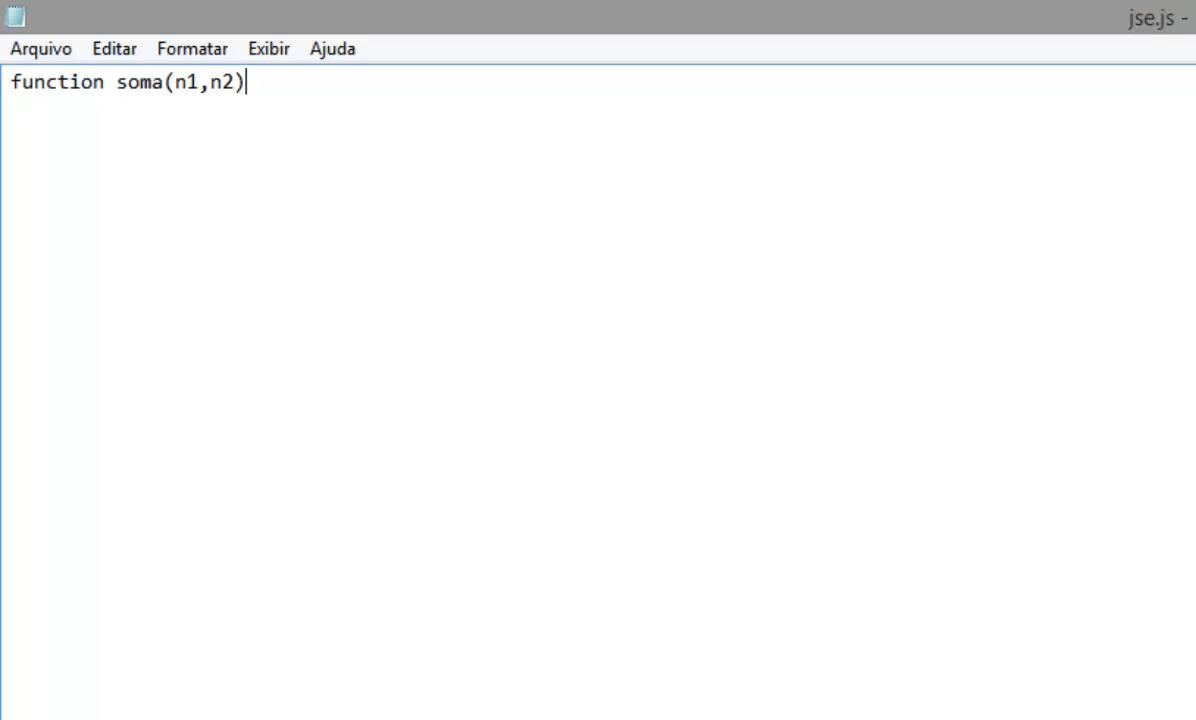 jse.js -
Arquivo Editar Formatar Exibir Ajuda
function soma(n1,n2)